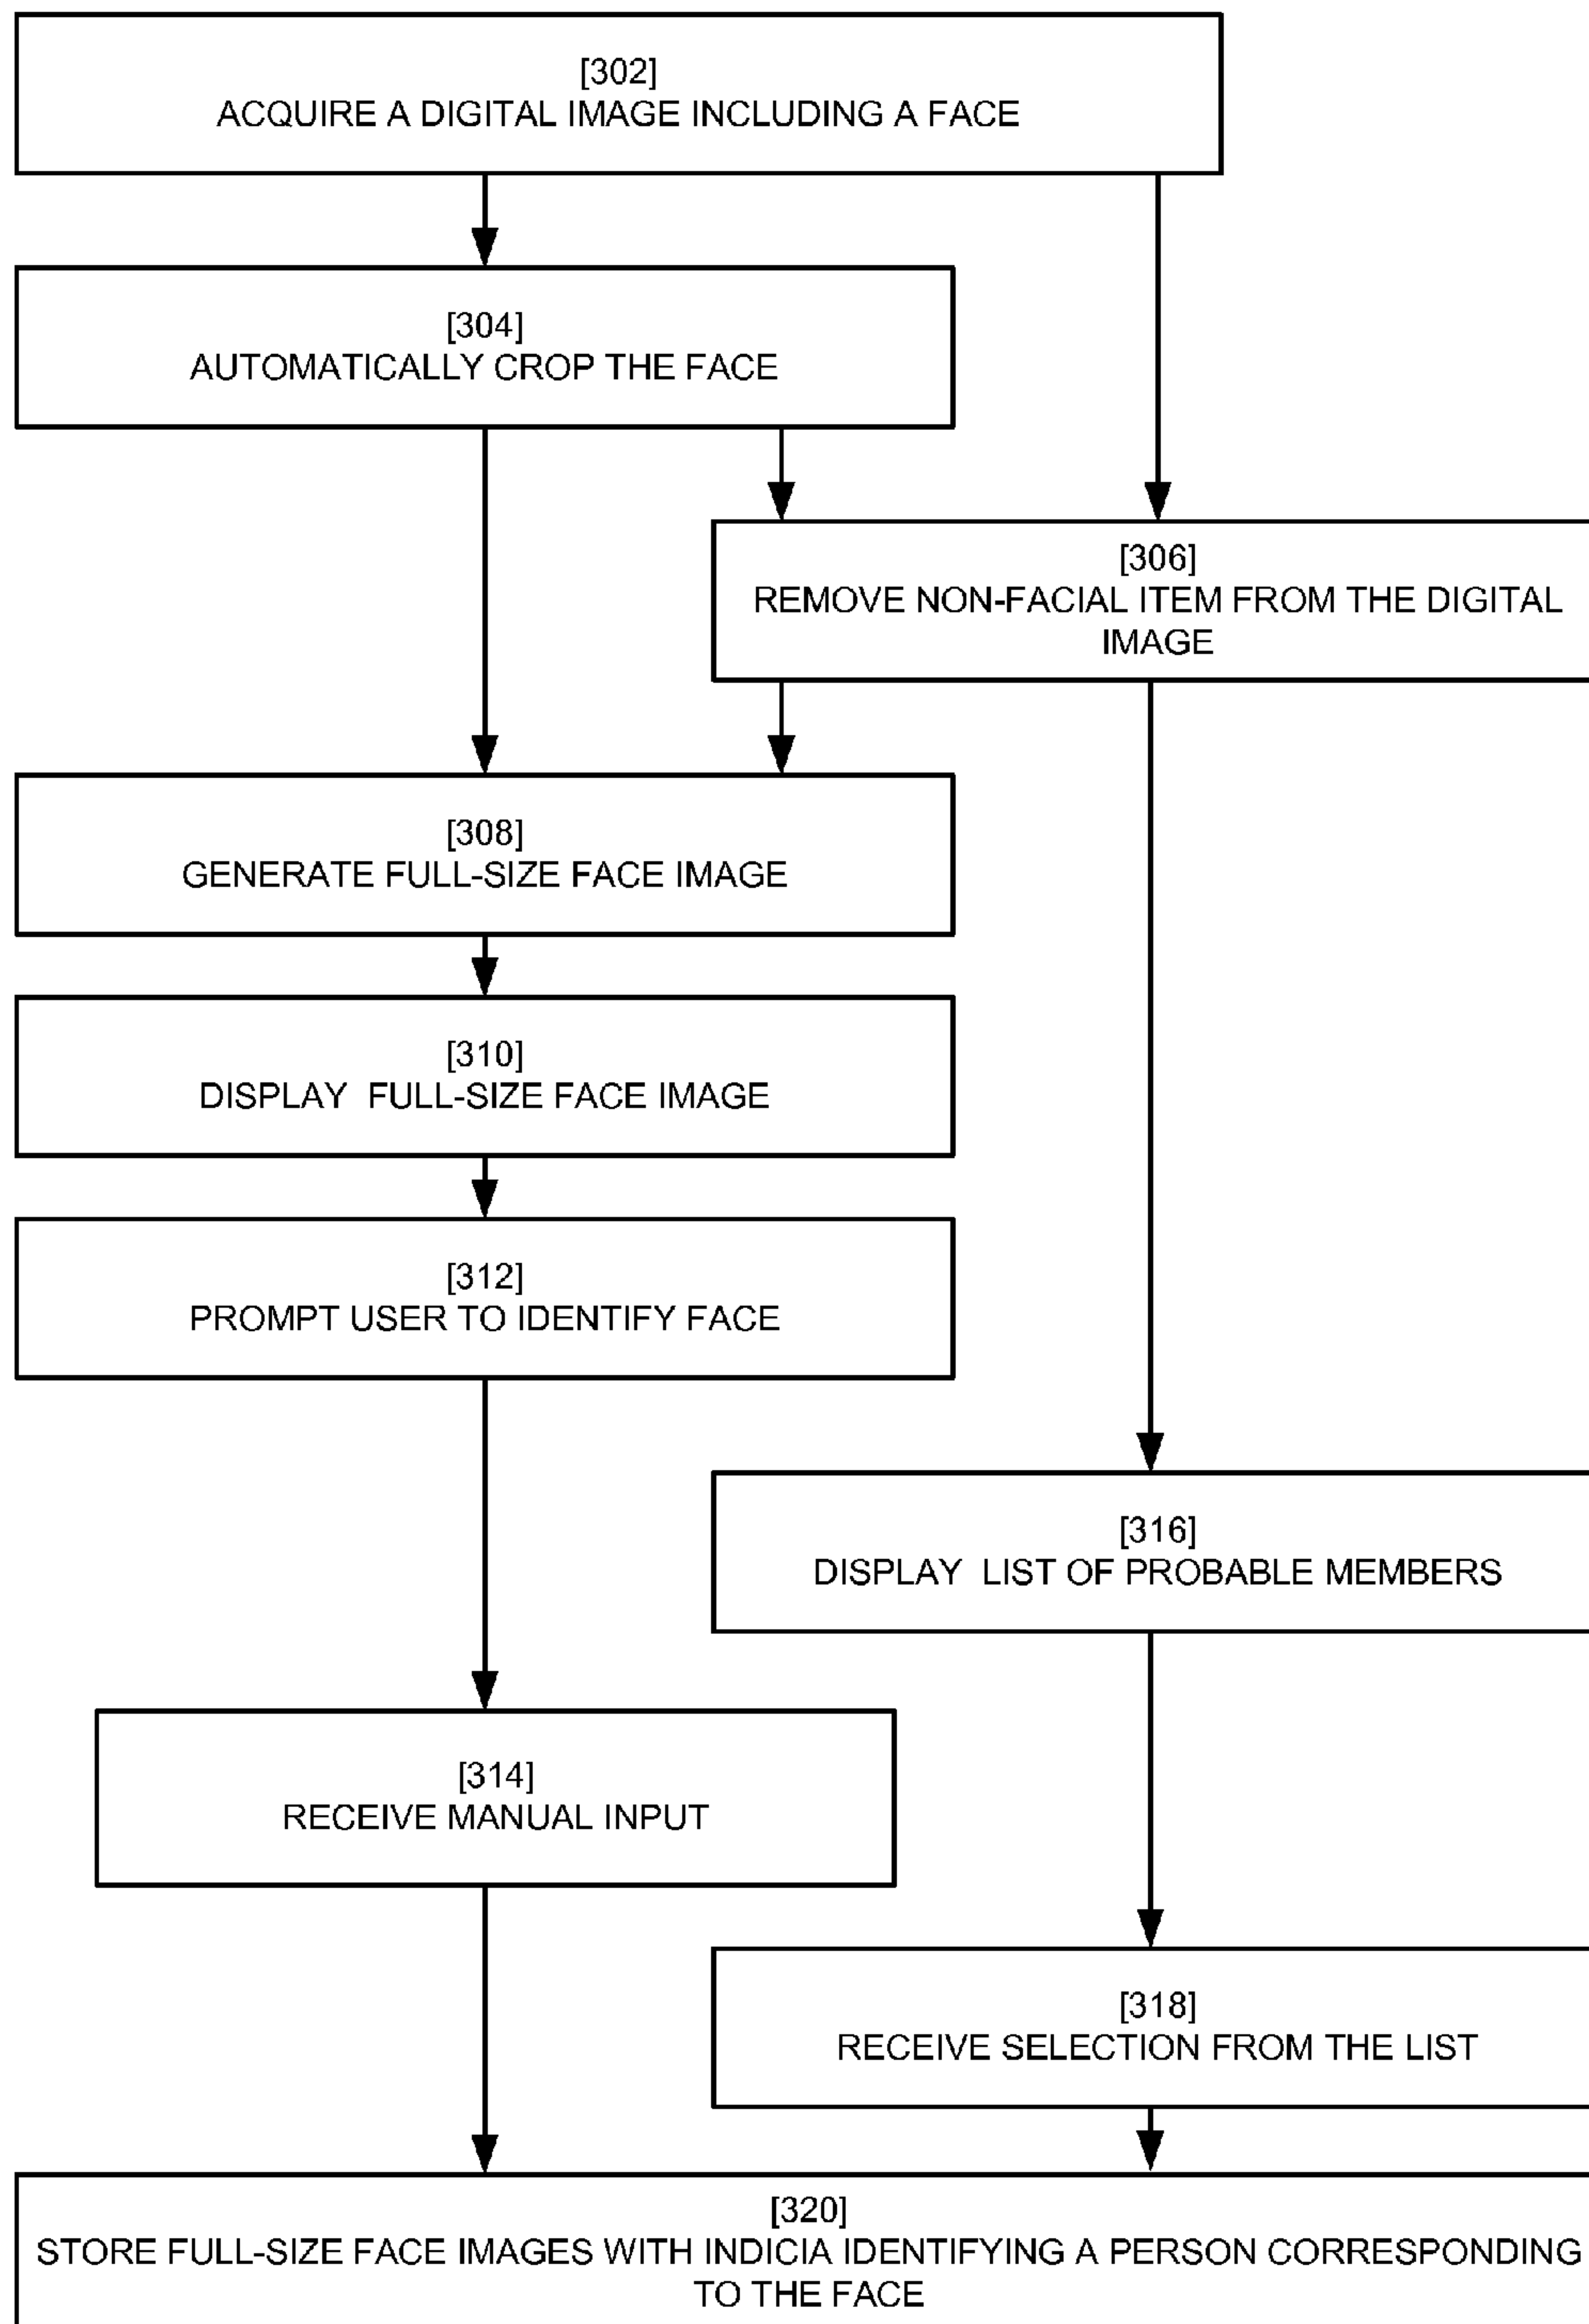 [302]
ACQUIRE A DIGITAL IMAGE INCLUDING A FACE
[304]
AUTOMATICALLY CROP THE FACE
[306]
REMOVE NON-FACIAL ITEM FROM THE DIGITAL
IMAGE
[308]
GENERATE FULL-SIZE FACE IMAGE
[310]
DISPLAY FULL-SIZE FACE IMAGE
[312]
PROMPT USER TO IDENTIFY FACE
[316]
DISPLAY LIST OF PROBABLE MEMBERS
[314]
RECEIVE MANUAL INPUT
[318]
RECEIVE SELECTION FROM THE LIST
[320]
STORE FULL-SIZE FACE IMAGES WITH INDICIA IDENTIFYING A PERSON CORRESPONDING
TO THE FACE